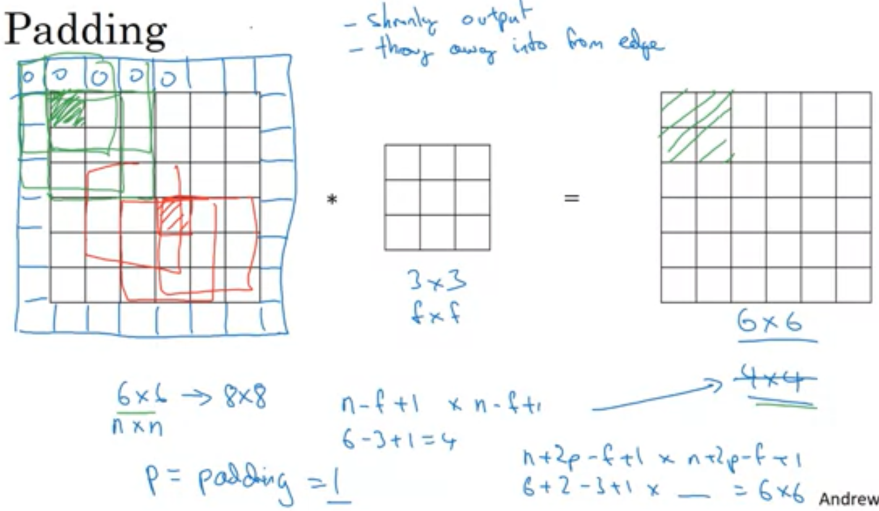 Padding
- shrinky output
- throw away info from edge
0 0 0 0 0
* =
3 × 3
f × f
6 × 6
4 × 4
6 × 6 → 8 × 8
n × n
n - f + 1 × n - f + 1
6 - 3 + 1 = 4
p = padding = 1
n + 2p - f + 1 × n + 2p - f + 1
6 + 2 - 3 + 1 × __ = 6 × 6
Andrew